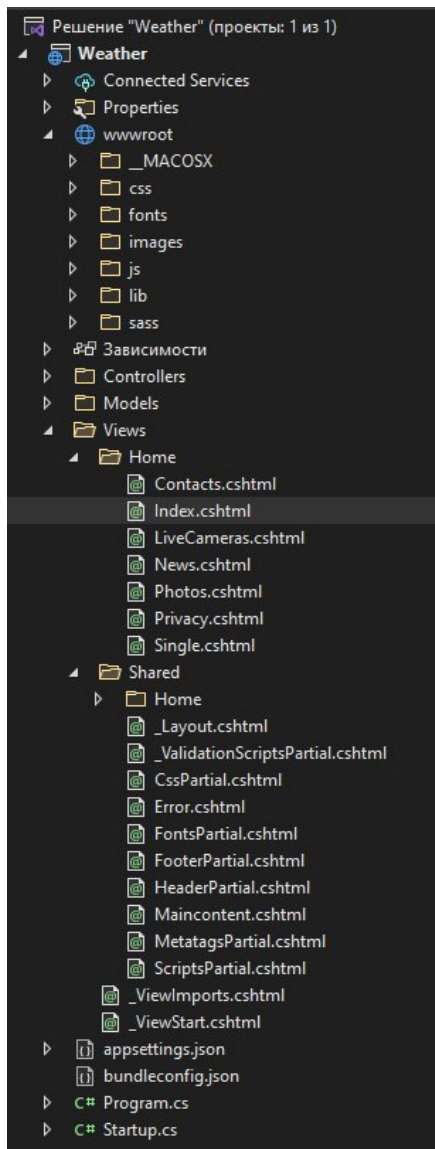 Решение "Weather" (проекты: 1 из 1)
Weather
Connected Services
Properties
wwwroot
__MACOSX
css
fonts
images
js
lib
sass
Зависимости
Controllers
Models
Views
Home
Contacts.cshtml
Index.cshtml
LiveCameras.cshtml
News.cshtml
Photos.cshtml
Privacy.cshtml
Single.cshtml
Shared
Home
_Layout.cshtml
_ValidationScriptsPartial.cshtml
CssPartial.cshtml
Error.cshtml
FontsPartial.cshtml
FooterPartial.cshtml
HeaderPartial.cshtml
Maincontent.cshtml
MetatagsPartial.cshtml
ScriptsPartial.cshtml
_ViewImports.cshtml
_ViewStart.cshtml
appsettings.json
bundleconfig.json
C# Program.cs
C# Startup.cs